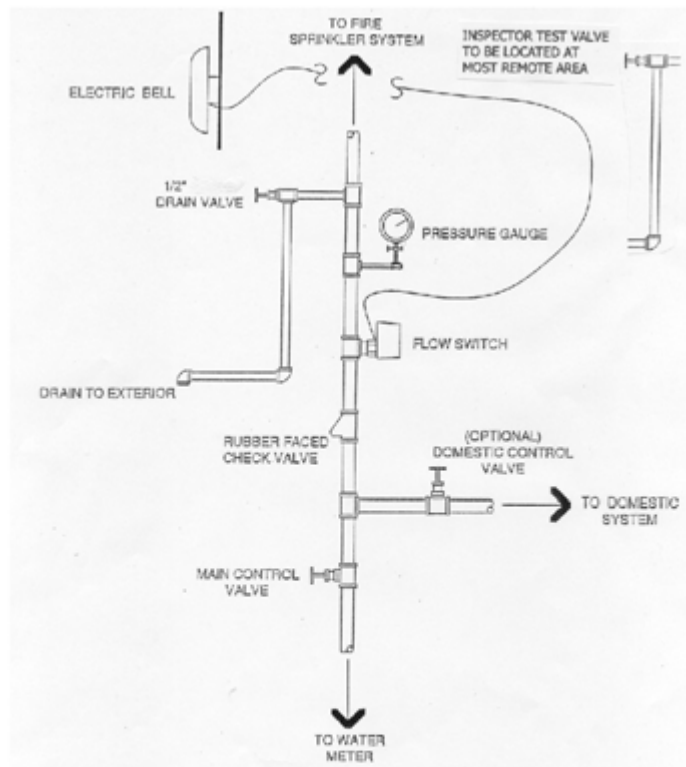 TO FIRE
SPRINKLER SYSTEM
INSPECTOR TEST VALVE
TO BE LOCATED AT
MOST REMOTE AREA
ELECTRIC BELL
1/2"
DRAIN VALVE
PRESSURE GAUGE
FLOW SWITCH
DRAIN TO EXTERIOR
RUBBER FACED
CHECK VALVE
(OPTIONAL)
DOMESTIC CONTROL
VALVE
TO DOMESTIC
SYSTEM
MAIN CONTROL
VALVE
TO WATER
METER